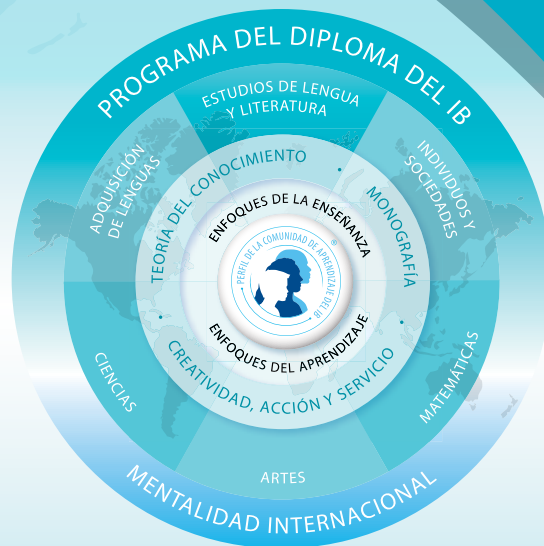 PROGRAMA DEL DIPLOMA DEL IB
ESTUDIOS DE LENGUA
Y LITERATURA
ADQUISICIÓN
DE LENGUAS
INDIVIDUOS Y
SOCIEDADES
TEORÍA DEL CONOCIMIENTO
•
MONOGRAFÍA
•
ENFOQUES DE LA ENSEÑANZA
• PERFIL DE LA COMUNIDAD DE APRENDIZAJE DEL IB
®
ENFOQUES DEL APRENDIZAJE
•
CREATIVIDAD, ACCIÓN Y SERVICIO
CIENCIAS
MATEMÁTICAS
ARTES
MENTALIDAD INTERNACIONAL